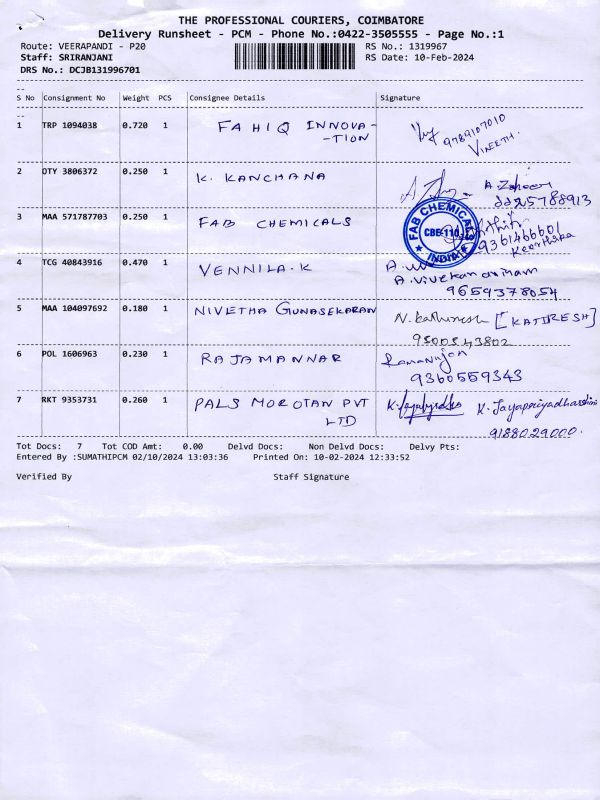 THE PROFESSIONAL COURIERS, COIMBATORE
Delivery Runsheet - PCM - Phone No.:0422-3505555 - Page No.:1
Route: VEERAPANDI - P20 RS No.: 1319967
Staff: SRIRANJANI RS Date: 10-Feb-2024
DRS No.: DCJB131996701
S No Consignment No Weight PCS Consignee Details Signature
1 TRP 1094038 0.720 1 FAHIQ INNOVA-
-TION
9789107010
VINEETH.
2 OTY 3806372 0.250 1 K. KANCHANA
A Zaheer
8825788913
3 MAA 571787703 0.250 1 FAB CHEMICALS
FAB CHEMICALS
CBE-110
INDIA
9361466601
Keerthika
4 TCG 40843916 0.470 1 VENNILA.K
A.vivekanandham
9659378054
5 MAA 104097692 0.180 1 NIVETHA GUNASEKARAN
N. Kathiresh [KATIRESH]
9500543802
6 POL 1606963 0.230 1 RAJAMANNAR
Ramanujan
9360559343
7 RKT 9353731 0.260 1 PALS MOROTAN PVT
LTD
K. Jayapriyadharshini
9188029000.
Tot Docs: 7 Tot COD Amt: 0.00 Delvd Docs: Non Delvd Docs: Delvy Pts:
Entered By :SUMATHIPCM 02/10/2024 13:03:36 Printed On: 10-02-2024 12:33:52
Verified By Staff Signature